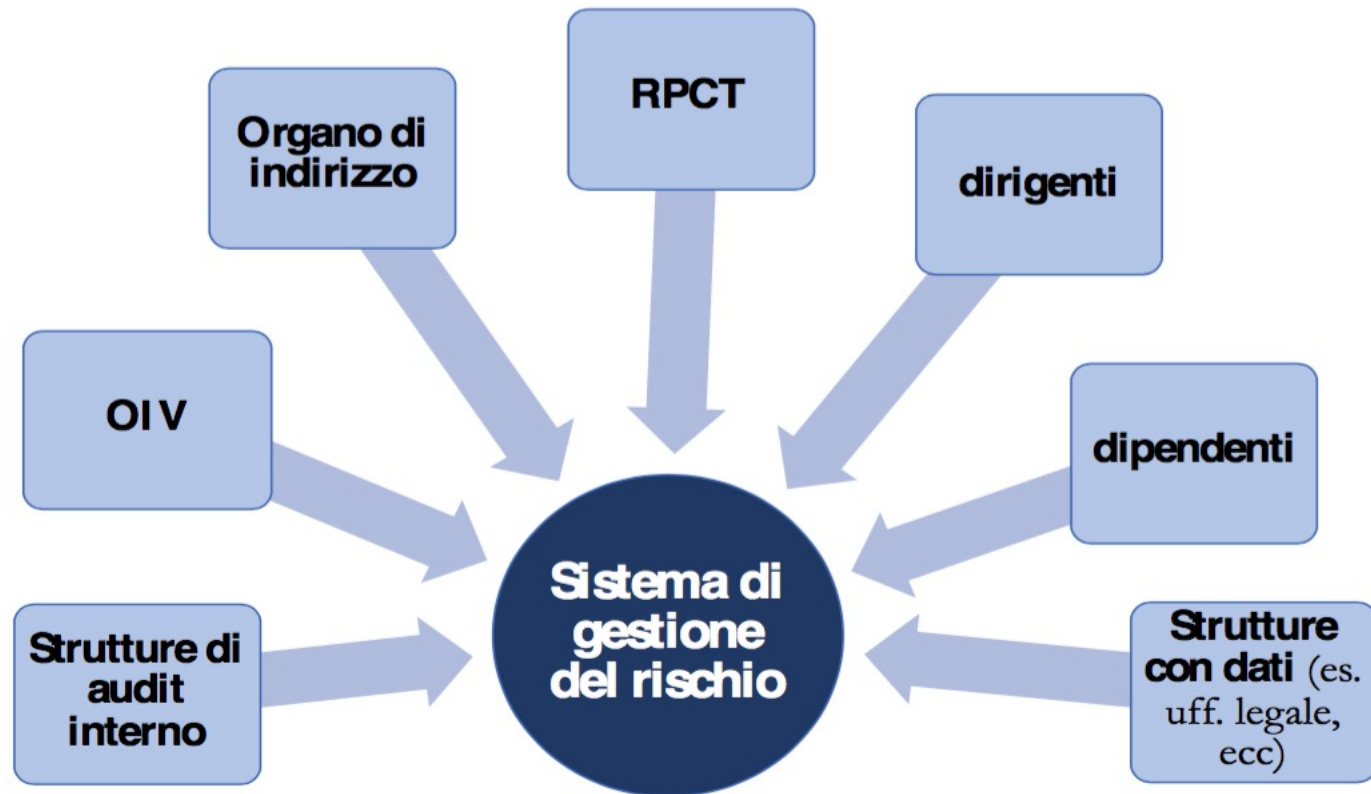 RPCT
Organo di
indirizzo
dirigenti
OIV
dipendenti
Strutture di
audit
interno
Sistema di
gestione
del rischio
Strutture
con dati (es.
uff. legale,
ecc)